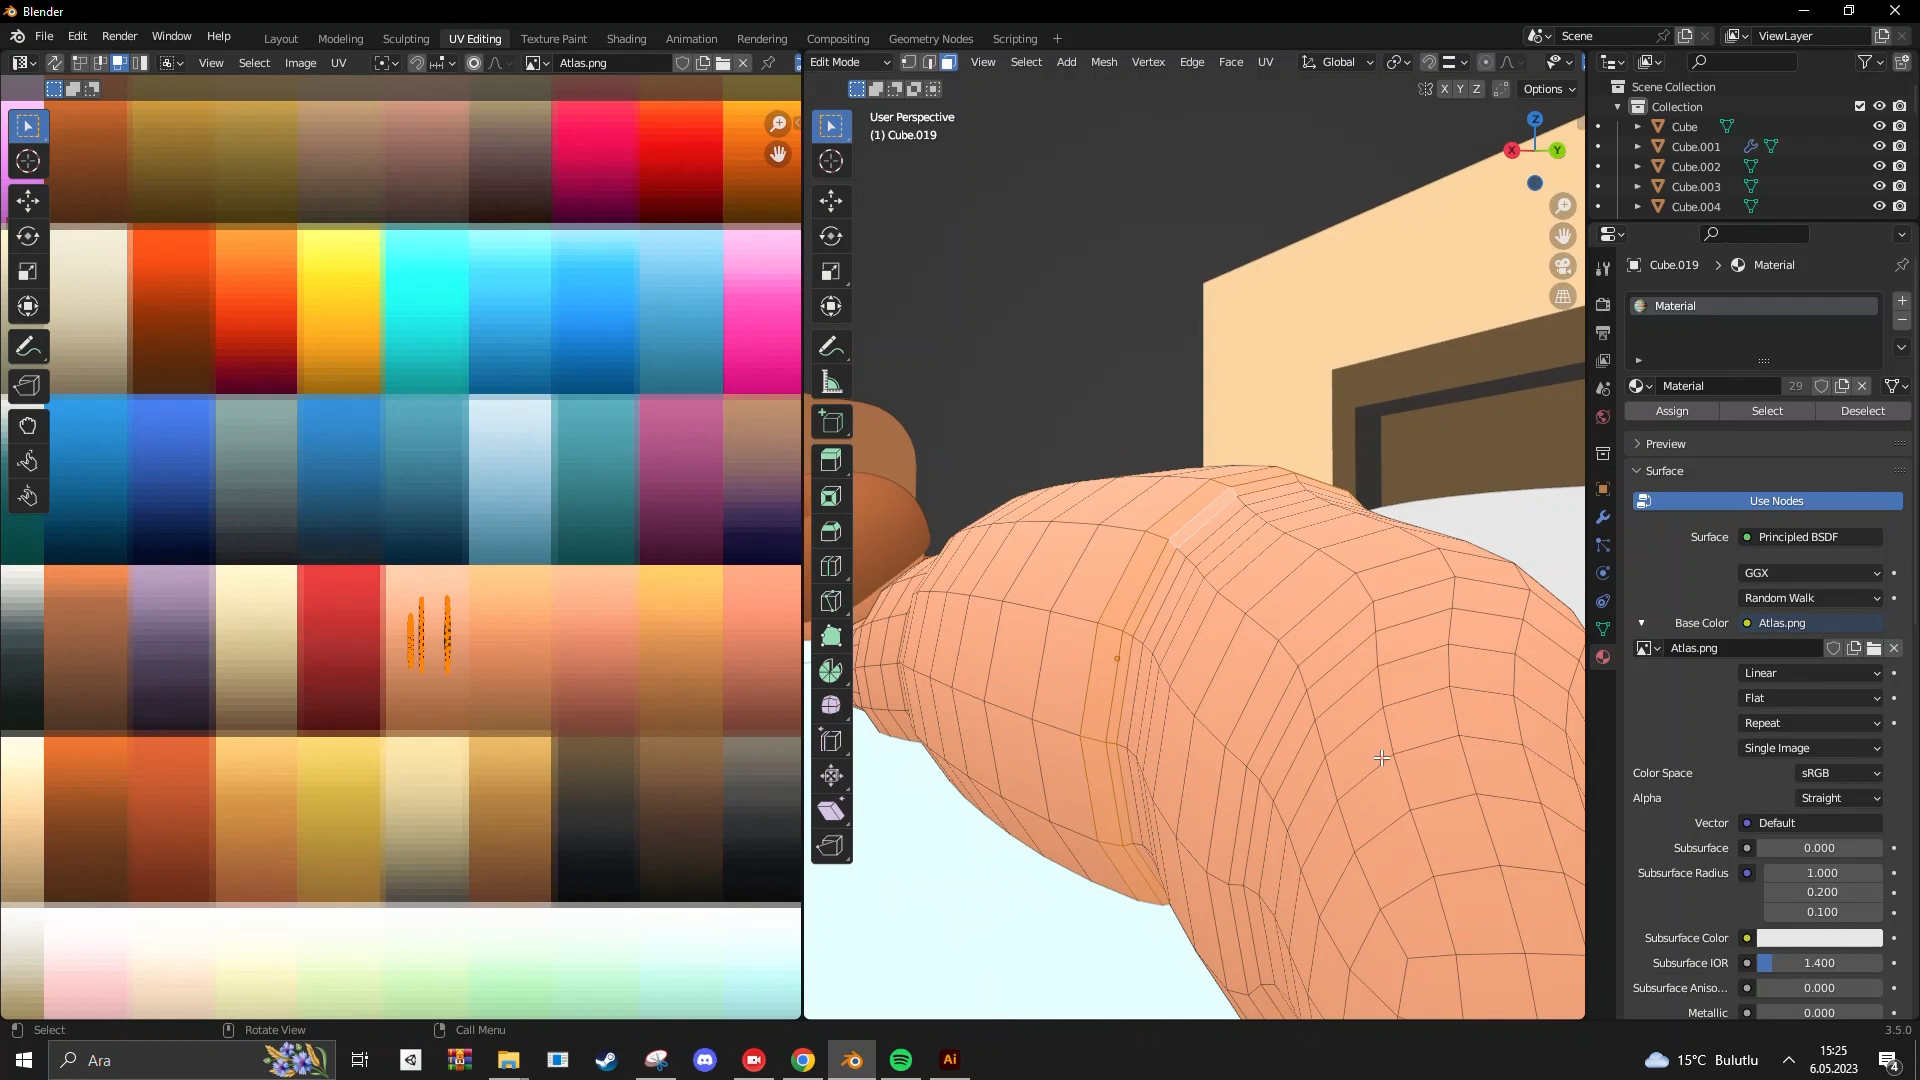 Blender
File Edit Render Window Help
Layout Modeling Sculpting UV Editing Texture Paint Shading Animation Rendering Compositing Geometry Nodes Scripting +
Scene
ViewLayer
View Select Image UV
Atlas.png
Edit Mode View Select Add Mesh Vertex Edge Face UV
Global
X Y Z
Options
User Perspective
(1) Cube.019
Z
X Y
Scene Collection
Collection
Cube
Cube.001
Cube.002
Cube.003
Cube.004
Cube.019 > Material
Material
Material 29
Assign Select Deselect
Preview
Surface
Use Nodes
Surface Principled BSDF
GGX
Random Walk
Base Color Atlas.png
Atlas.png
Linear
Flat
Repeat
Single Image
Color Space sRGB
Alpha Straight
Vector Default
Subsurface 0.000
Subsurface Radius 1.000
0.200
0.100
Subsurface Color
Subsurface IOR 1.400
Subsurface Aniso... 0.000
Metallic 0.000
Select Rotate View Call Menu
3.5.0
Ara
Ai
15°C Bulutlu
15:25
6.05.2023
4